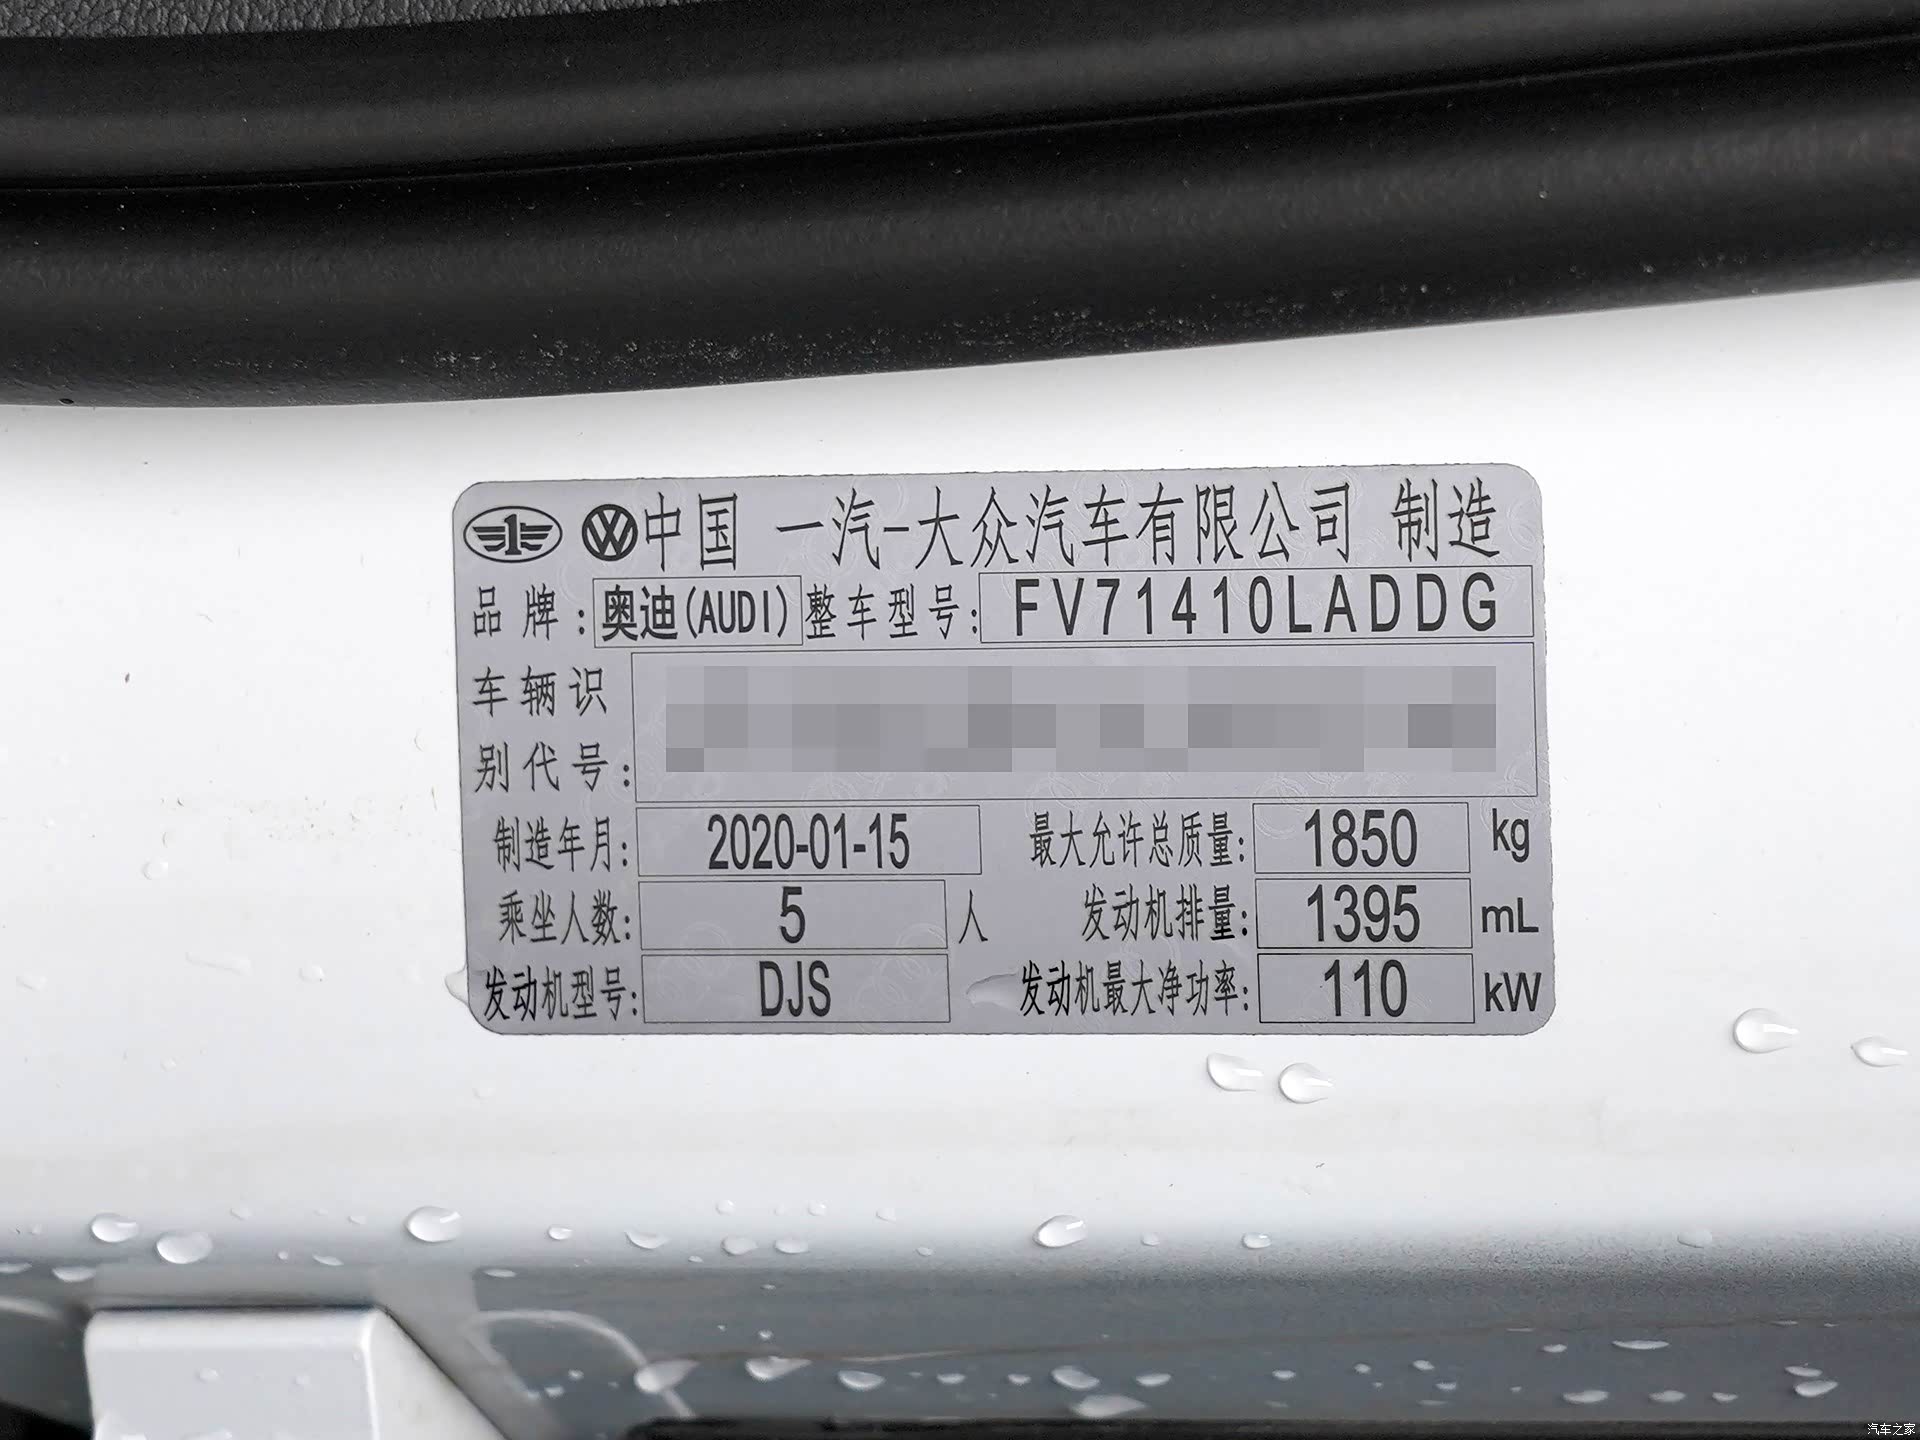 中国 一汽-大众汽车有限公司 制造
品牌: 奥迪(AUDI) 整车型号: FV71410LADDG
车辆识
别代号:
制造年月: 2020-01-15 最大允许总质量: 1850 kg
乘坐人数: 5 人 发动机排量: 1395 mL
发动机型号: DJS 发动机最大净功率: 110 kW
汽车之家